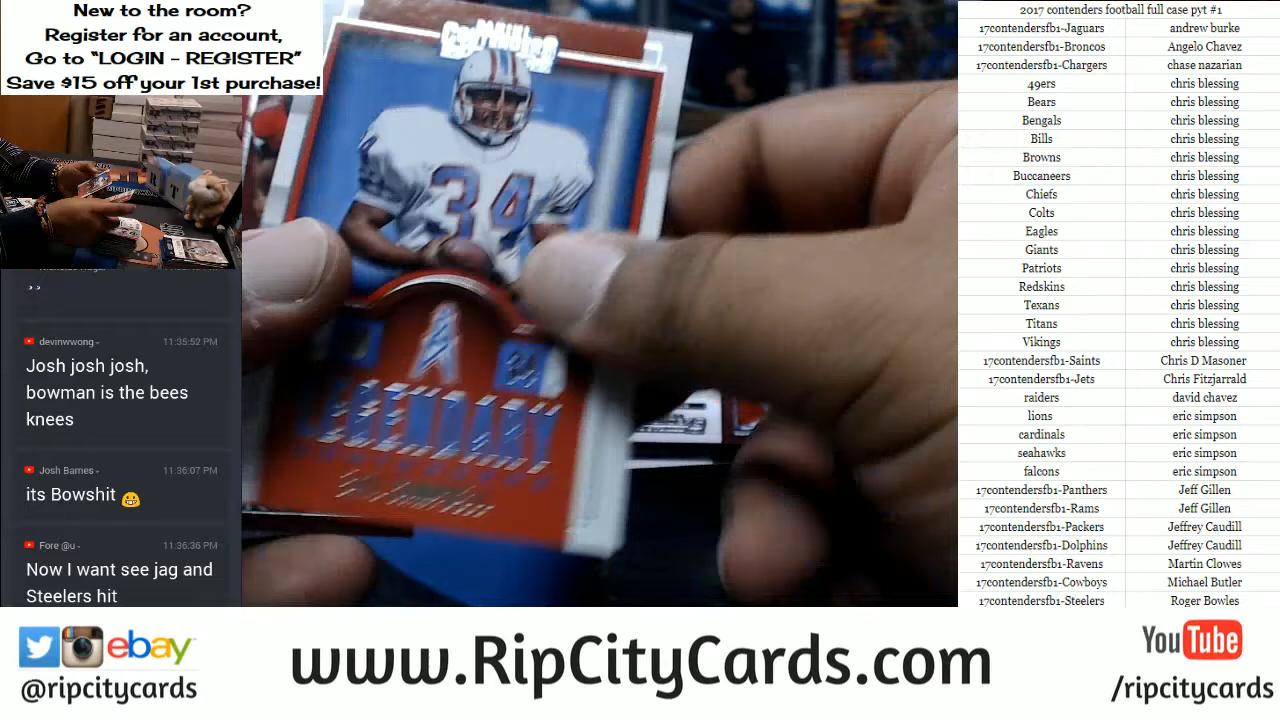 New to the room?
Register for an account,
Go to “LOGIN - REGISTER”
Save $15 off your 1st purchase!
devinwwong-
11:35:52 PM
Josh josh josh,
bowman is the bees
knees
Josh Barnes-
11:36:07 PM
its Bowshit 😀
Fore @u-
11:36:36 PM
Now I want see jag and
Steelers hit
34
LEGENDARY
2017 contenders football full case pyt #1
17contendersfb1-Jaguars andrew burke
17contendersfb1-Broncos Angelo Chavez
17contendersfb1-Chargers chase nazarian
49ers chris blessing
Bears chris blessing
Bengals chris blessing
Bills chris blessing
Browns chris blessing
Buccaneers chris blessing
Chiefs chris blessing
Colts chris blessing
Eagles chris blessing
Giants chris blessing
Patriots chris blessing
Redskins chris blessing
Texans chris blessing
Titans chris blessing
Vikings chris blessing
17contendersfb1-Saints Chris D Masoner
17contendersfb1-Jets Chris Fitzjarrald
raiders david chavez
lions eric simpson
cardinals eric simpson
seahawks eric simpson
falcons eric simpson
17contendersfb1-Panthers Jeff Gillen
17contendersfb1-Rams Jeff Gillen
17contendersfb1-Packers Jeffrey Caudill
17contendersfb1-Dolphins Jeffrey Caudill
17contendersfb1-Ravens Martin Clowes
17contendersfb1-Cowboys Michael Butler
17contendersfb1-Steelers Roger Bowles
ebay
@ripcitycards
www.RipCityCards.com
YouTube
/ripcitycards